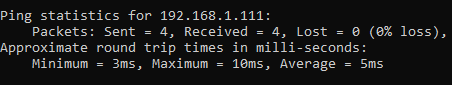 Ping statistics for 192.168.1.111:
    Packets: Sent = 4, Received = 4, Lost = 0 (0% loss),
Approximate round trip times in milli-seconds:
    Minimum = 3ms, Maximum = 10ms, Average = 5ms